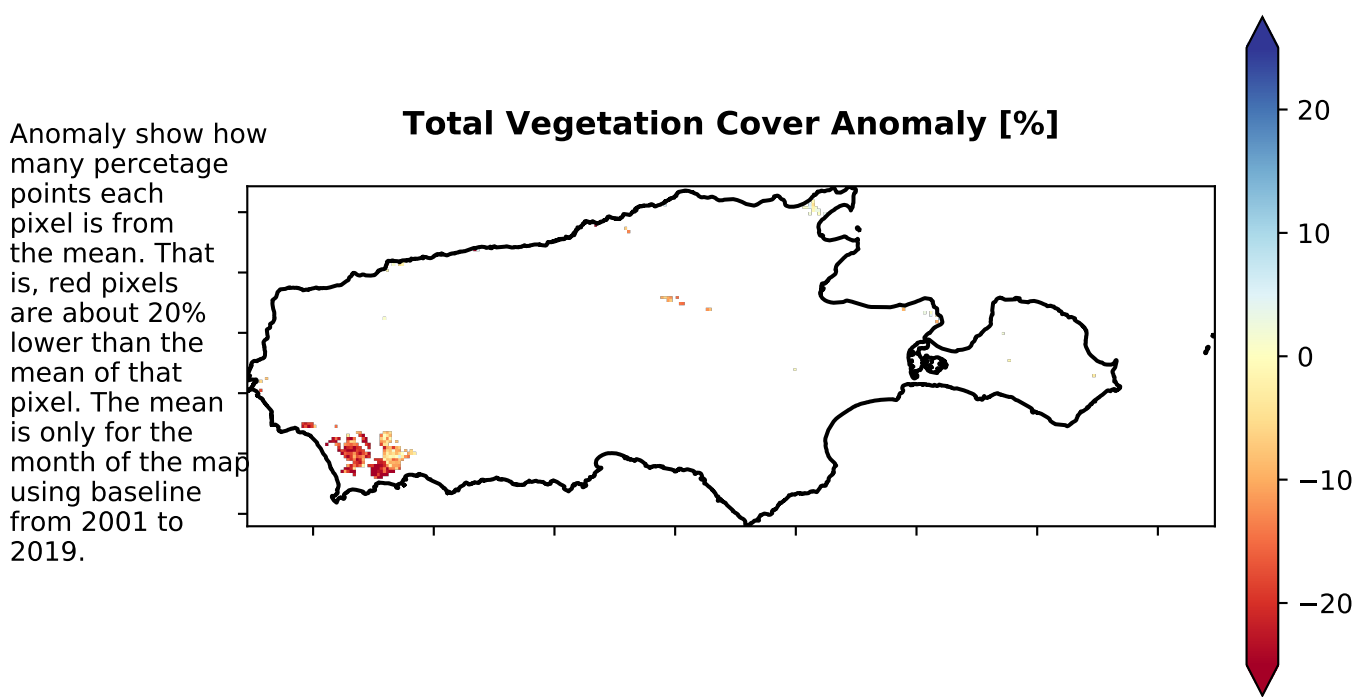 Total Vegetation Cover Anomaly [%]
Anomaly show how
many percetage
points each
pixel is from
the mean. That
is, red pixels
are about 20%
lower than the
mean of that
pixel. The mean
is only for the
month of the map
using baseline
from 2001 to
2019.
20
10
0
−10
−20